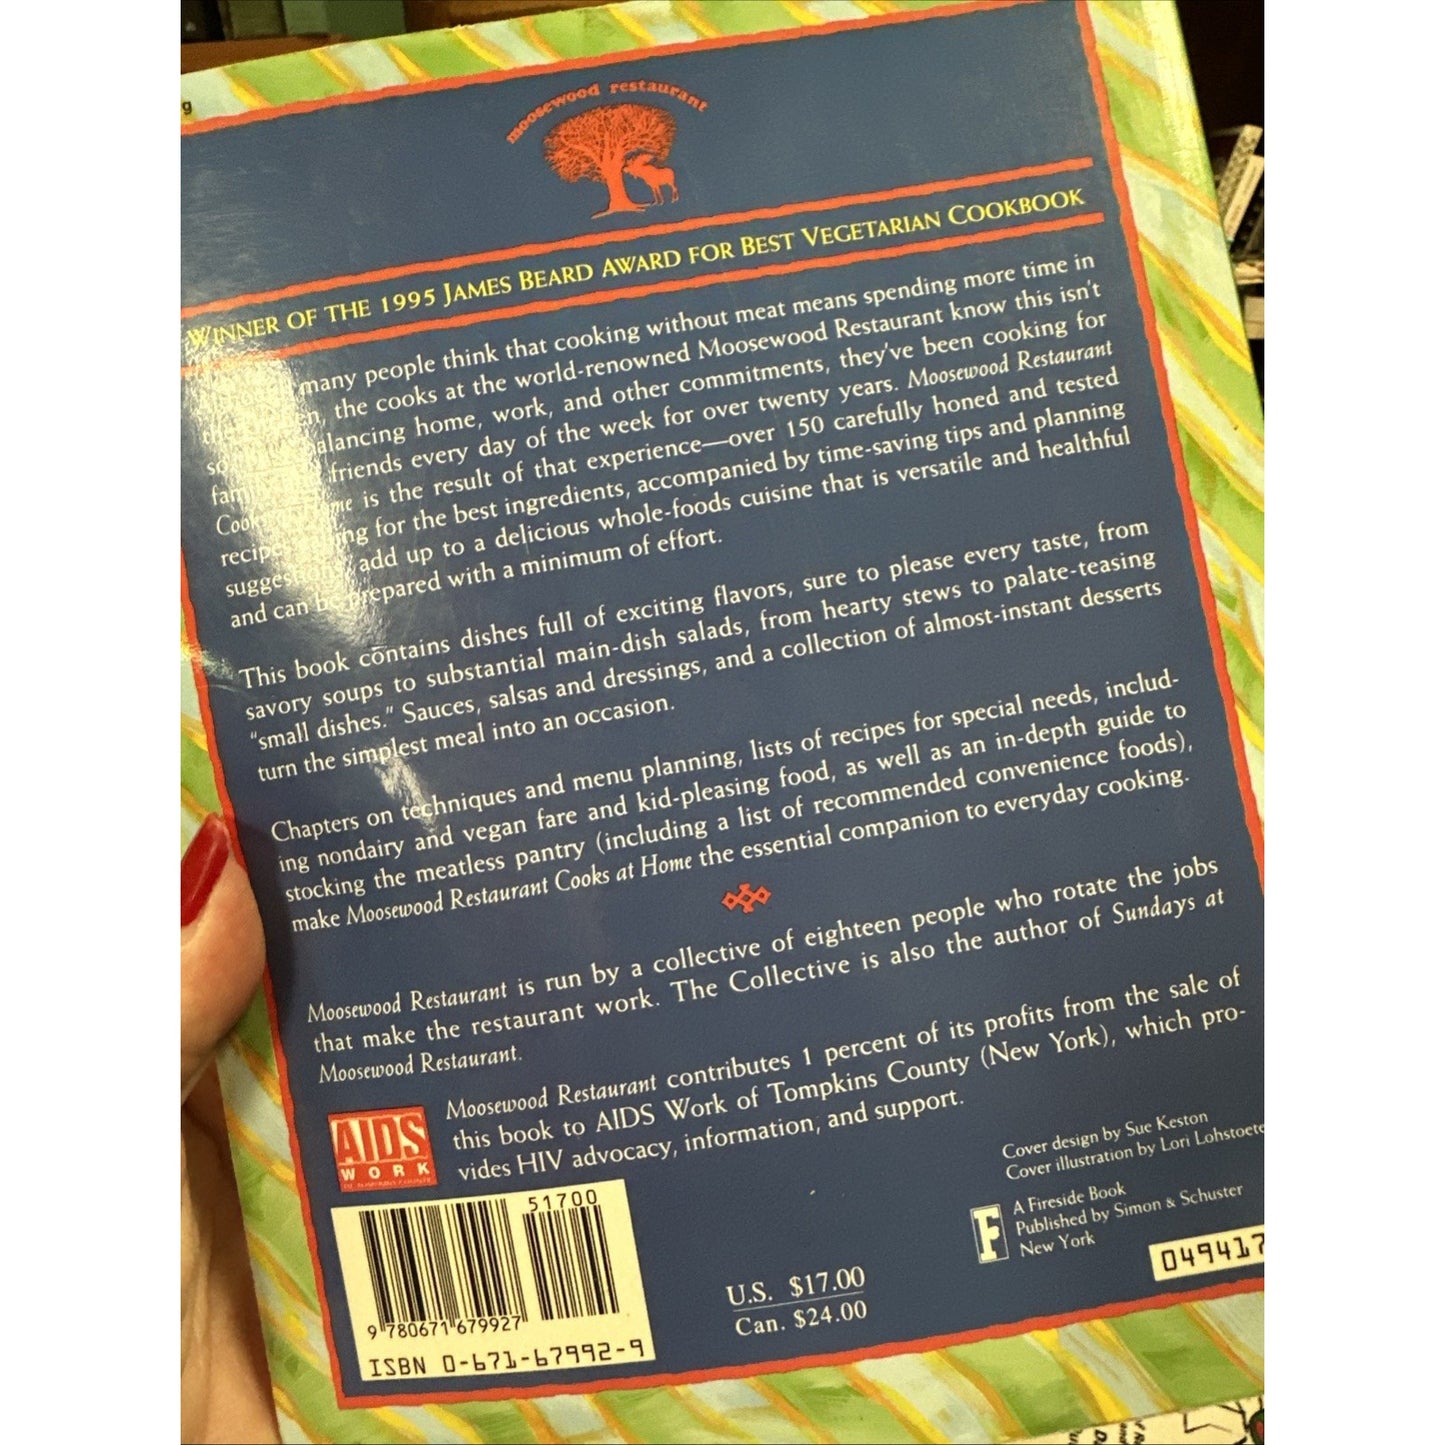 g
moosewood restaurant
WINNER OF THE 1995 JAMES BEARD AWARD FOR BEST VEGETARIAN COOKBOOK
many people think that cooking without meat means spending more time in
the cooks at the world-renowned Moosewood Restaurant know this isn't
balancing home, work, and other commitments, they've been cooking for
friends every day of the week for over twenty years. Moosewood Restaurant
is the result of that experience—over 150 carefully honed and tested
for the best ingredients, accompanied by time-saving tips and planning
add up to a delicious whole-foods cuisine that is versatile and healthful
and can be prepared with a minimum of effort.
This book contains dishes full of exciting flavors, sure to please every taste, from
savory soups to substantial main-dish salads, from hearty stews to palate-teasing
"small dishes." Sauces, salsas and dressings, and a collection of almost-instant desserts
turn the simplest meal into an occasion.
Chapters on techniques and menu planning, lists of recipes for special needs, includ-
ing nondairy and vegan fare and kid-pleasing food, as well as an in-depth guide to
stocking the meatless pantry (including a list of recommended convenience foods),
make Moosewood Restaurant Cooks at Home the essential companion to everyday cooking.
Moosewood Restaurant is run by a collective of eighteen people who rotate the jobs
that make the restaurant work. The Collective is also the author of Sundays at
Moosewood Restaurant.
Moosewood Restaurant contributes 1 percent of its profits from the sale of
this book to AIDS Work of Tompkins County (New York), which pro-
vides HIV advocacy, information, and support.
AIDS
WORK
OF TOMPKINS COUNTY
Cover design by Sue Keston
Cover illustration by Lori Lohstoete
F
A Fireside Book
Published by Simon & Schuster
New York
049417
51700
9 780671 679927
ISBN 0-671-67992-9
U.S. $17.00
Can. $24.00